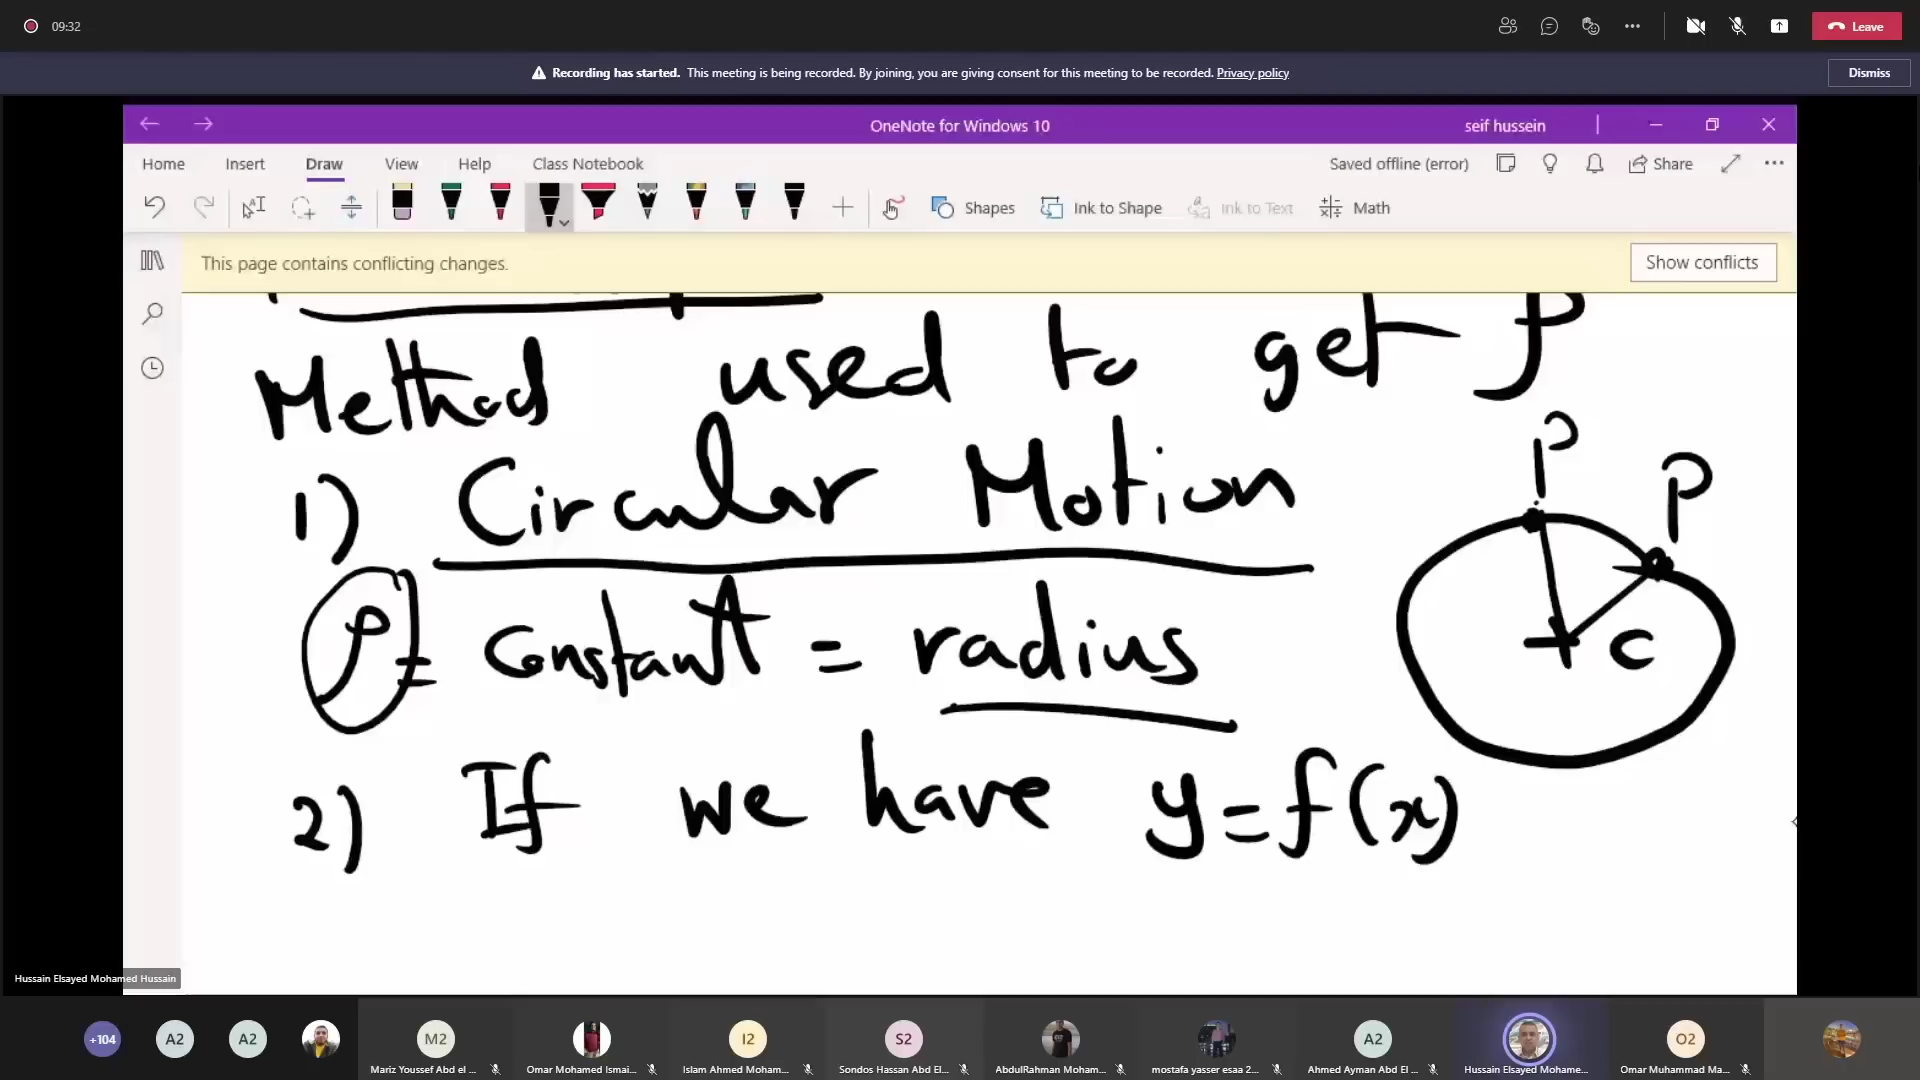 09:32
Leave
Recording has started. This meeting is being recorded. By joining, you are giving consent for this meeting to be recorded. Privacy policy
Dismiss
OneNote for Windows 10
seif hussein
Home Insert Draw View Help Class Notebook
Saved offline (error)
Share
Shapes
Ink to Shape
Ink to Text
Math
This page contains conflicting changes.
Show conflicts
Method used to get ρ
1) Circular Motion
ρ = constant = radius
P
P
C
2) If we have y = f(x)
Hussain Elsayed Mohamed Hussain
+104
A2
A2
M2
I2
S2
A2
O2
Mariz Youssef Abd el ...
Omar Mohamed Ismai...
Islam Ahmed Moham...
Sondos Hassan Abd El...
AbdulRahman Moham...
mostafa yasser esaa 2...
Ahmed Ayman Abd El ...
Hussain Elsayed Mohame...
Omar Muhammad Ma...